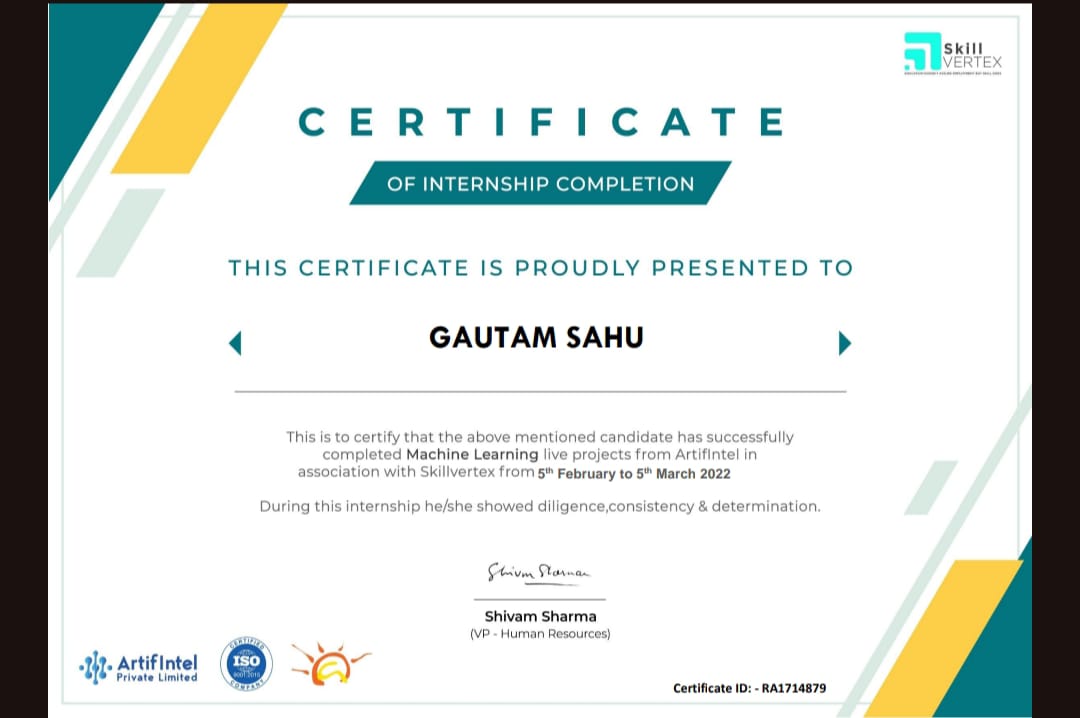 Skill
VERTEX
CERTIFICATE
OF INTERNSHIP COMPLETION
THIS CERTIFICATE IS PROUDLY PRESENTED TO
GAUTAM SAHU
This is to certify that the above mentioned candidate has successfully
completed Machine Learning live projects from ArtifIntel in
association with Skillvertex from 5th February to 5th March 2022
During this internship he/she showed diligence,consistency & determination.
Shivam Sharma
Shivam Sharma
(VP - Human Resources)
ArtifIntel
Private Limited
CERTIFIED
ISO
9001:2015
COMPANY
Certificate ID: - RA1714879